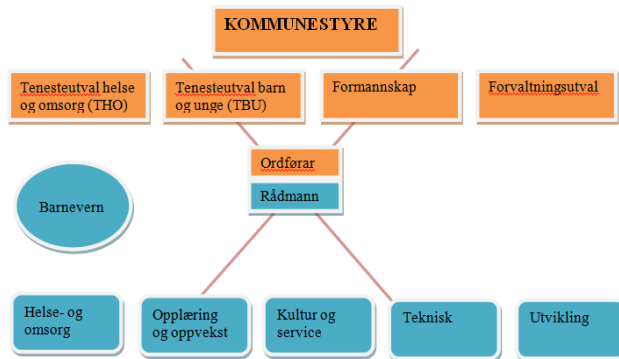 KOMMUNESTYRE
Tenesteutval helse
og omsorg (THO)
Tenesteutval barn
og unge (TBU)
Formannskap
Forvaltningsutval
Ordførar
Rådmann
Barnevern
Helse- og
omsorg
Opplæring
og oppvekst
Kultur og
service
Teknisk
Utvikling